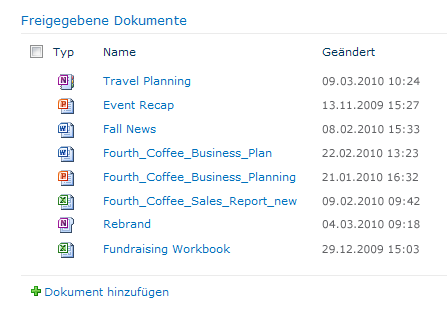 Freigegebene Dokumente
Typ Name Geändert
Travel Planning 09.03.2010 10:24
Event Recap 13.11.2009 15:27
Fall News 08.02.2010 15:33
Fourth_Coffee_Business_Plan 22.02.2010 13:23
Fourth_Coffee_Business_Planning 21.01.2010 16:32
Fourth_Coffee_Sales_Report_new 09.02.2010 09:42
Rebrand 04.03.2010 09:18
Fundraising Workbook 29.12.2009 15:03
Dokument hinzufügen